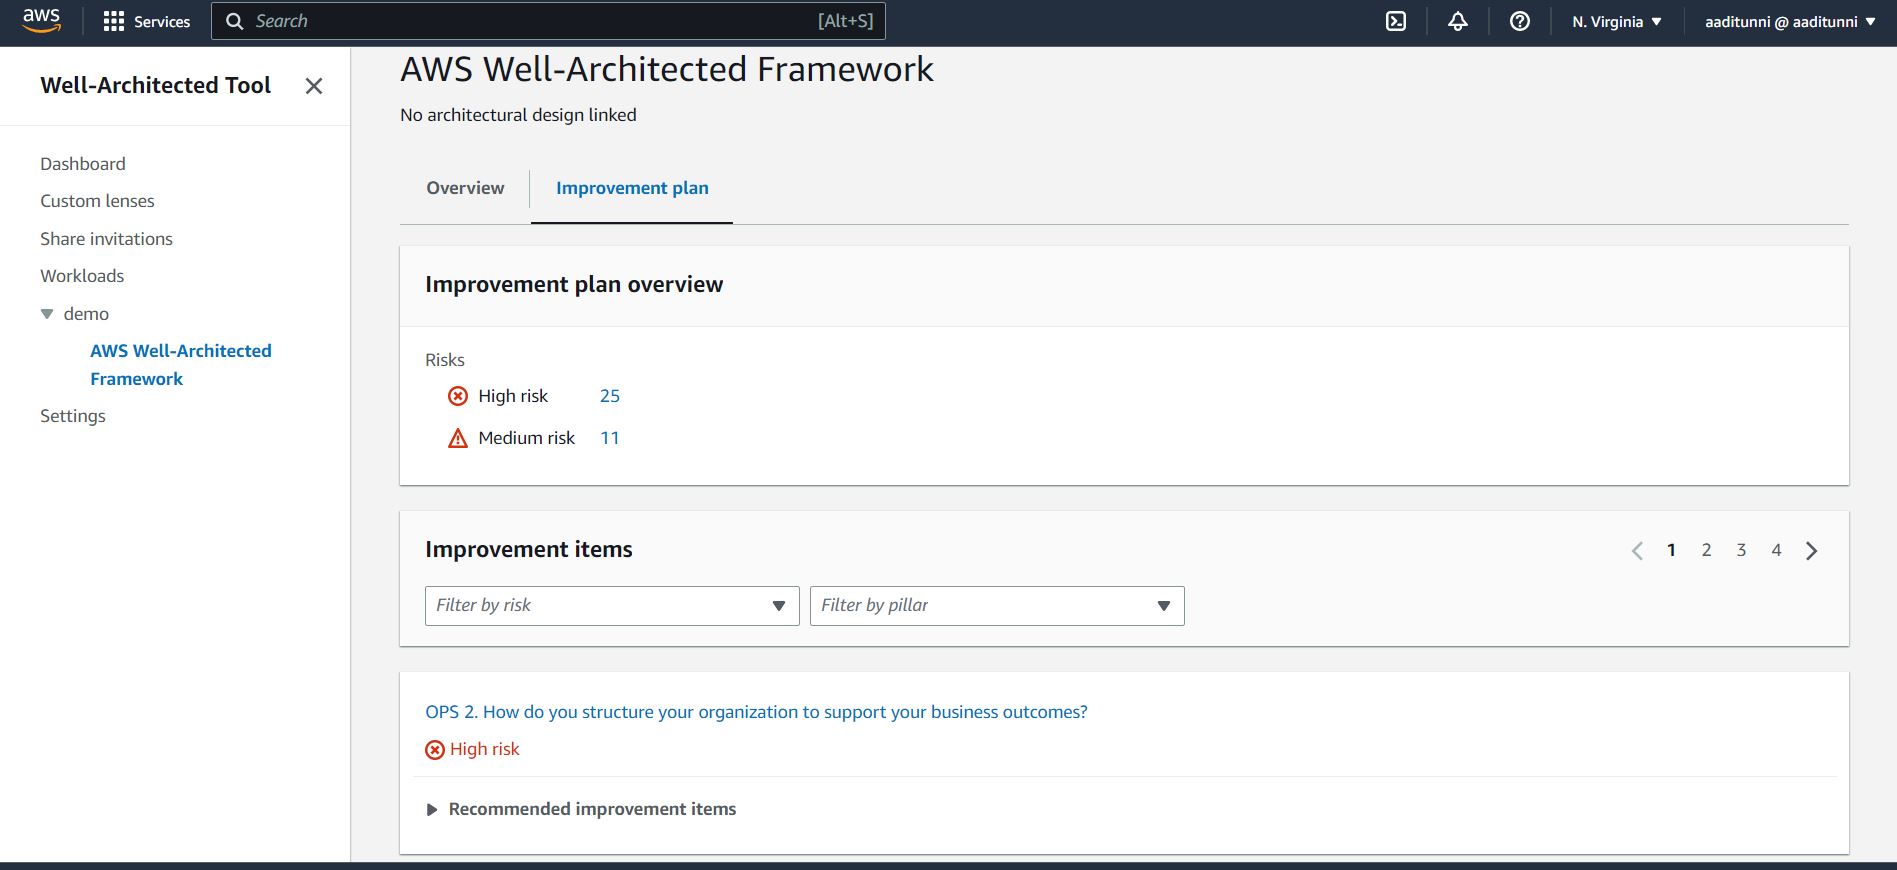 aws
Services
Search [Alt+S]
N. Virginia
aaditunni @ aaditunni
Well-Architected Tool
Dashboard
Custom lenses
Share invitations
Workloads
demo
AWS Well-Architected
Framework
Settings
AWS Well-Architected Framework
No architectural design linked
Overview
Improvement plan
Improvement plan overview
Risks
High risk 25
Medium risk 11
Improvement items
1 2 3 4
Filter by risk
Filter by pillar
OPS 2. How do you structure your organization to support your business outcomes?
High risk
Recommended improvement items